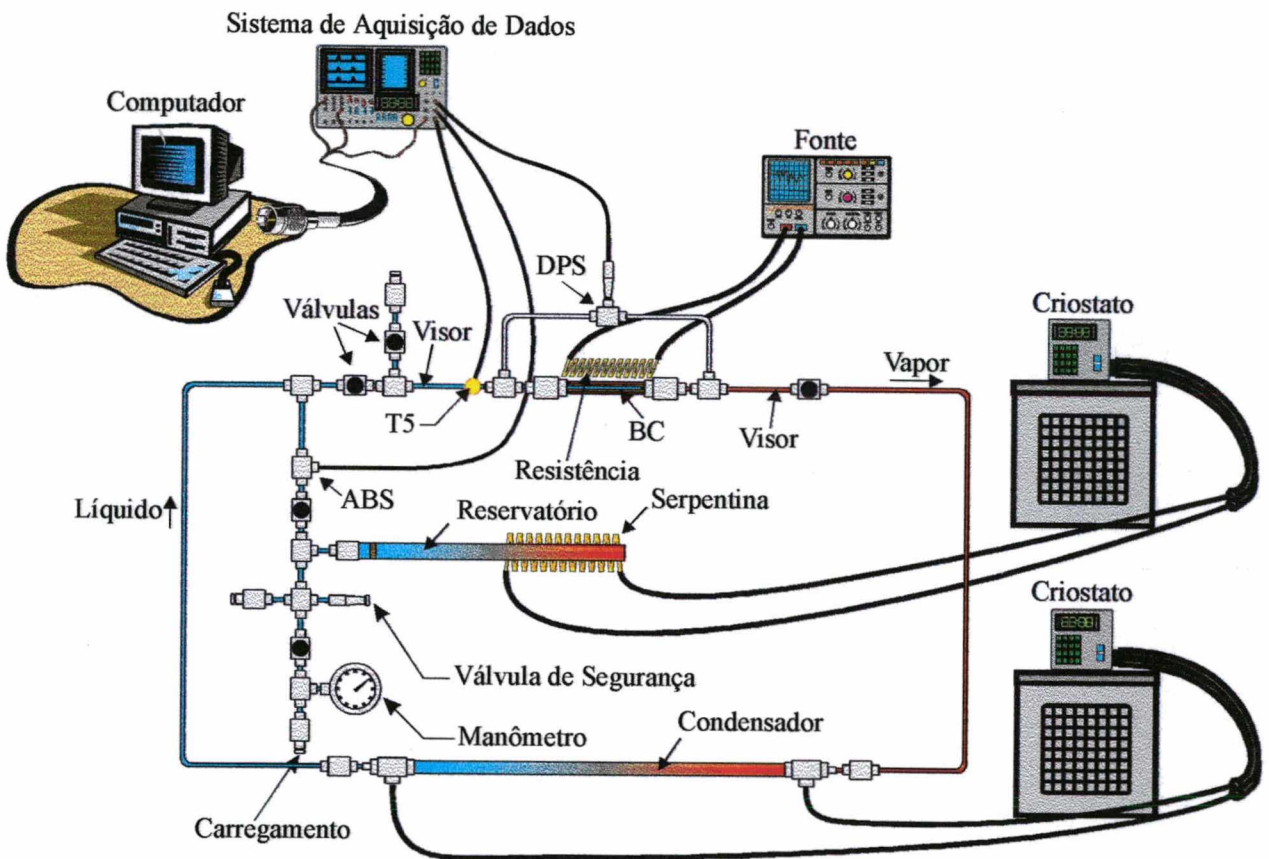 Sistema de Aquisição de Dados
Computador
Fonte
DPS
Criostato
Válvulas
Visor
Vapor
T5
BC
Visor
Resistência
ABS
Líquido
Reservatório
Serpentina
Criostato
Válvula de Segurança
Condensador
Manômetro
Carregamento